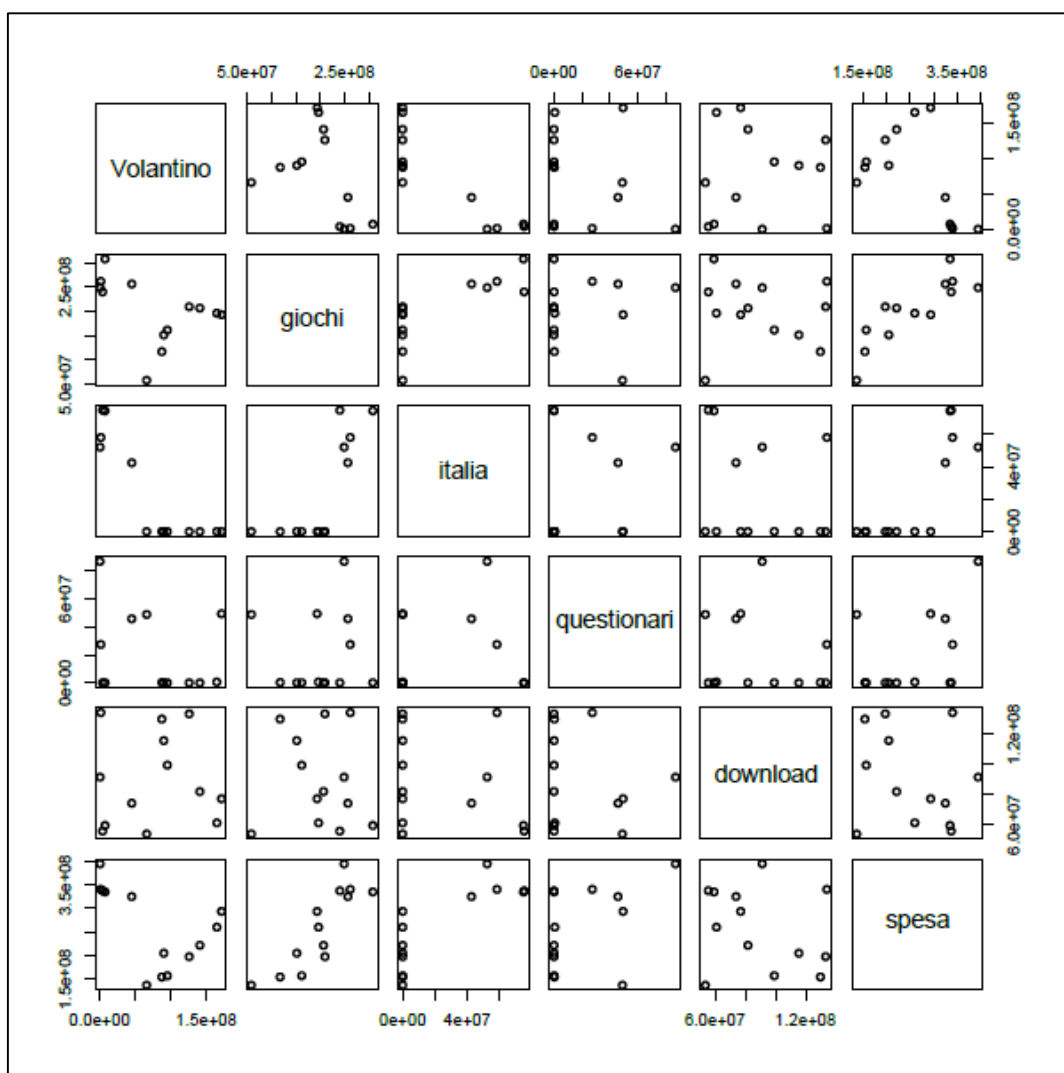 5.0e+07 2.5e+08 0e+00 6e+07 1.5e+08 3.5e+08
Volantino
0.0e+00 1.5e+08
5.0e+07 2.5e+08
giochi
italia
0e+00 4e+07
0e+00 6e+07
questionari
download
6.0e+07 1.2e+08
1.5e+08 3.5e+08
spesa
0.0e+00 1.5e+08 0e+00 4e+07 6.0e+07 1.2e+08